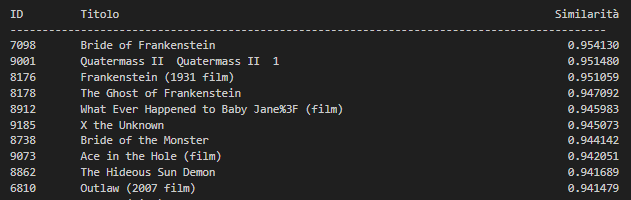 ID Titolo Similarità
--------------------------------------------------------------------------------------------
7098 Bride of Frankenstein 0.954130
9001 Quatermass II  Quatermass II  1 0.951480
8176 Frankenstein (1931 film) 0.951059
8178 The Ghost of Frankenstein 0.947092
8912 What Ever Happened to Baby Jane%3F (film) 0.945983
9185 X the Unknown 0.945073
8738 Bride of the Monster 0.944142
9073 Ace in the Hole (film) 0.942051
8862 The Hideous Sun Demon 0.941689
6810 Outlaw (2007 film) 0.941479